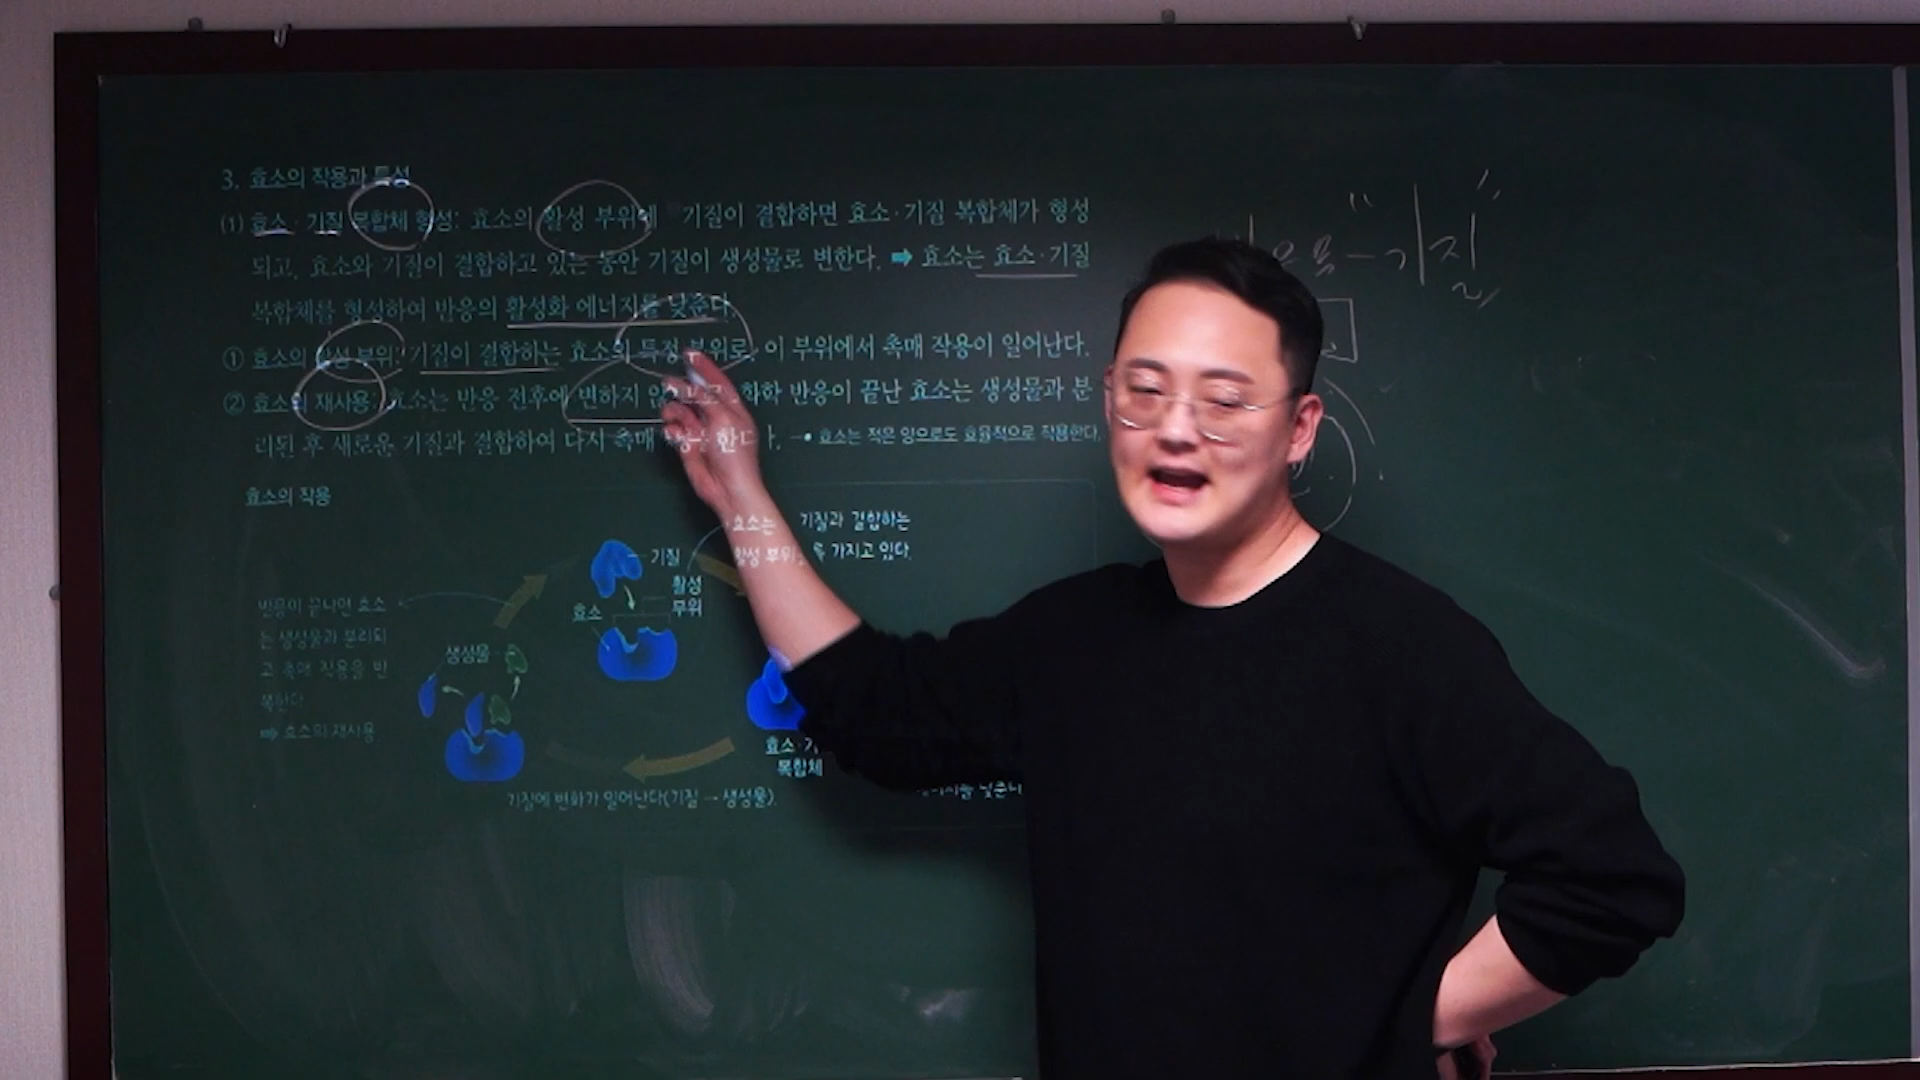 3. 효소의 작용과 특성
(1) 효소·기질 복합체 형성: 효소의 활성 부위에 기질이 결합하면 효소·기질 복합체가 형성
되고, 효소와 기질이 결합하고 있는 동안 기질이 생성물로 변한다. ➡ 효소는 효소·기질
복합체를 형성하여 반응의 활성화 에너지를 낮춘다.
① 효소의 활성 부위: 기질이 결합하는 효소의 특정 부위로, 이 부위에서 촉매 작용이 일어난다.
② 효소의 재사용: 효소는 반응 전후에 변하지 않으므로 화학 반응이 끝난 효소는 생성물과 분
리된 후 새로운 기질과 결합하여 다시 촉매 작용을 한다. 효소는 적은 양으로도 효율적으로 작용한다.
효소의 작용
효소는 기질과 결합하는
활성 부위를 가지고 있다.
기질
활성
부위
효소
반응이 끝나면 효소
는 생성물과 분리되
고 촉매 작용을 반
복한다.
➡ 효소의 재사용
생성물
효소·기
복합체
기질에 변화가 일어난다(기질 → 생성물).
낮춘다
"기질"